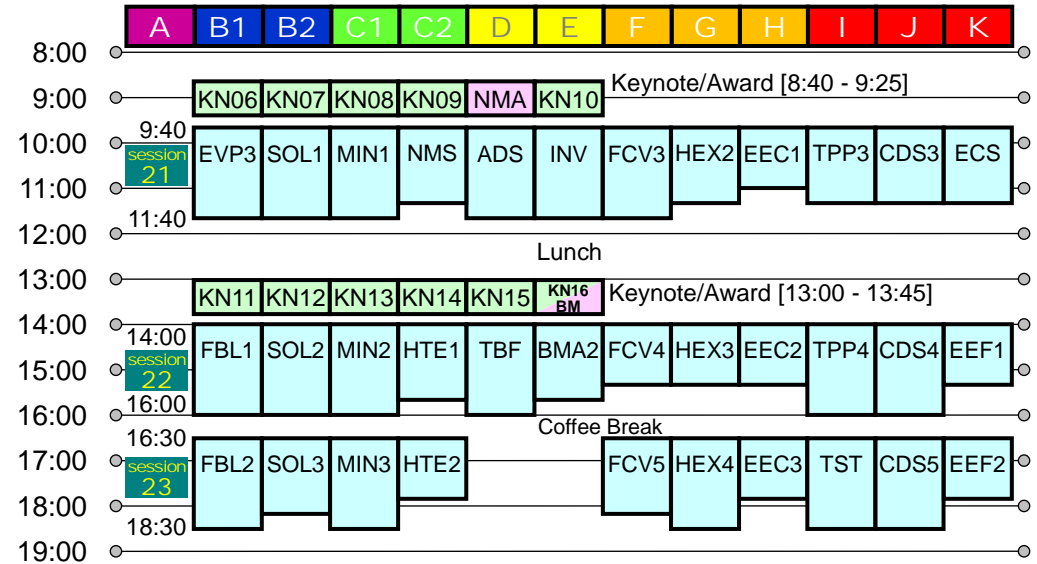 A B1 B2 C1 C2 D E F G H I J K
8:00
Keynote/Award [8:40 - 9:25]
9:00 KN06 KN07 KN08 KN09 NMA KN10
9:40
10:00
session 21 EVP3 SOL1 MIN1 NMS ADS INV FCV3 HEX2 EEC1 TPP3 CDS3 ECS
11:00
11:40
12:00
Lunch
13:00
KN11 KN12 KN13 KN14 KN15 KN16 BM Keynote/Award [13:00 - 13:45]
14:00
14:00
session 22 FBL1 SOL2 MIN2 HTE1 TBF BMA2 FCV4 HEX3 EEC2 TPP4 CDS4 EEF1
15:00
16:00
16:00
Coffee Break
16:30
17:00
session 23 FBL2 SOL3 MIN3 HTE2 FCV5 HEX4 EEC3 TST CDS5 EEF2
18:00
18:30
19:00